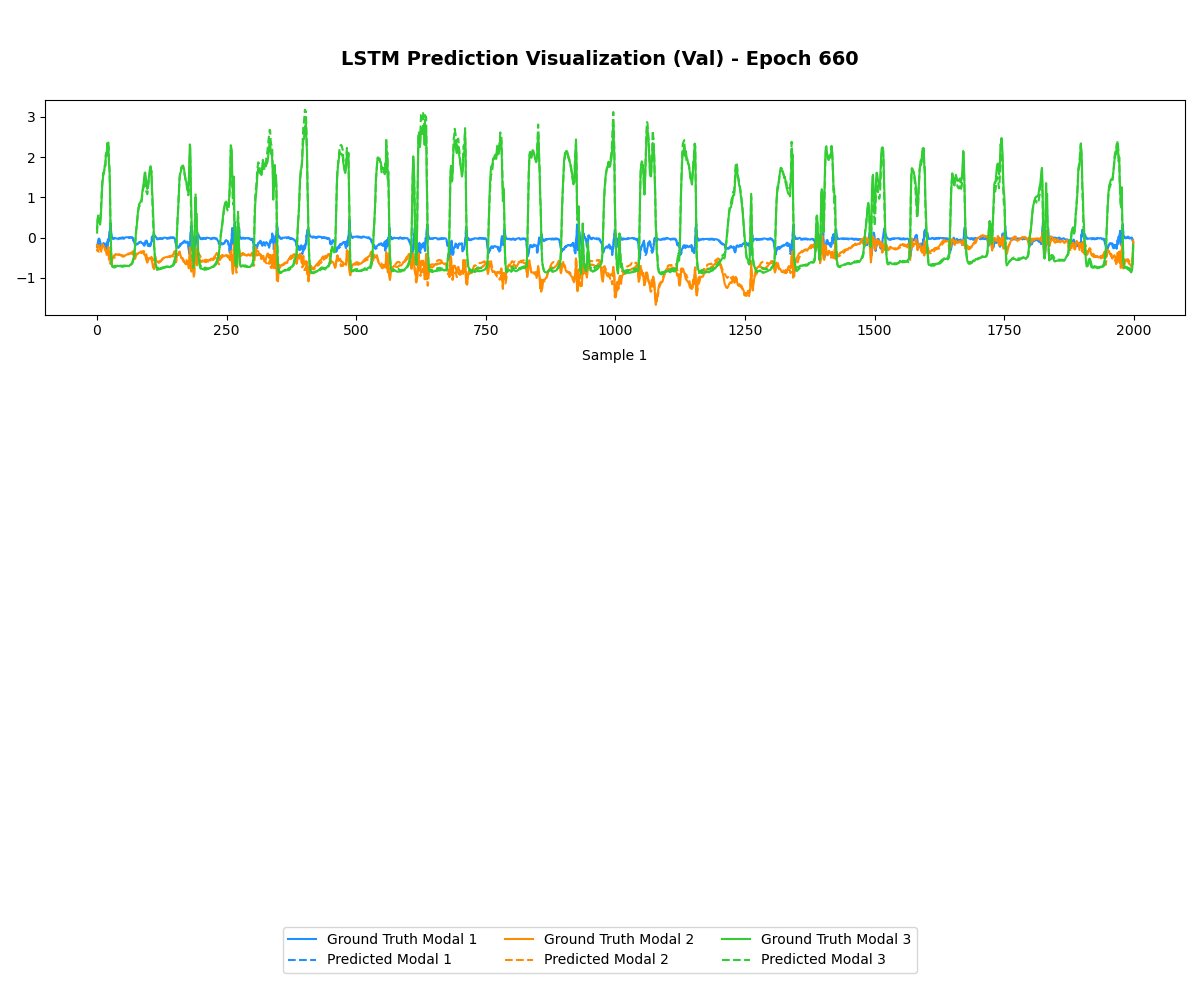 LSTM Prediction Visualization (Val) - Epoch 660
3
2
1
0
−1
0 250 500 750 1000 1250 1500 1750 2000
Sample 1
Ground Truth Modal 1 Ground Truth Modal 2 Ground Truth Modal 3
Predicted Modal 1 Predicted Modal 2 Predicted Modal 3